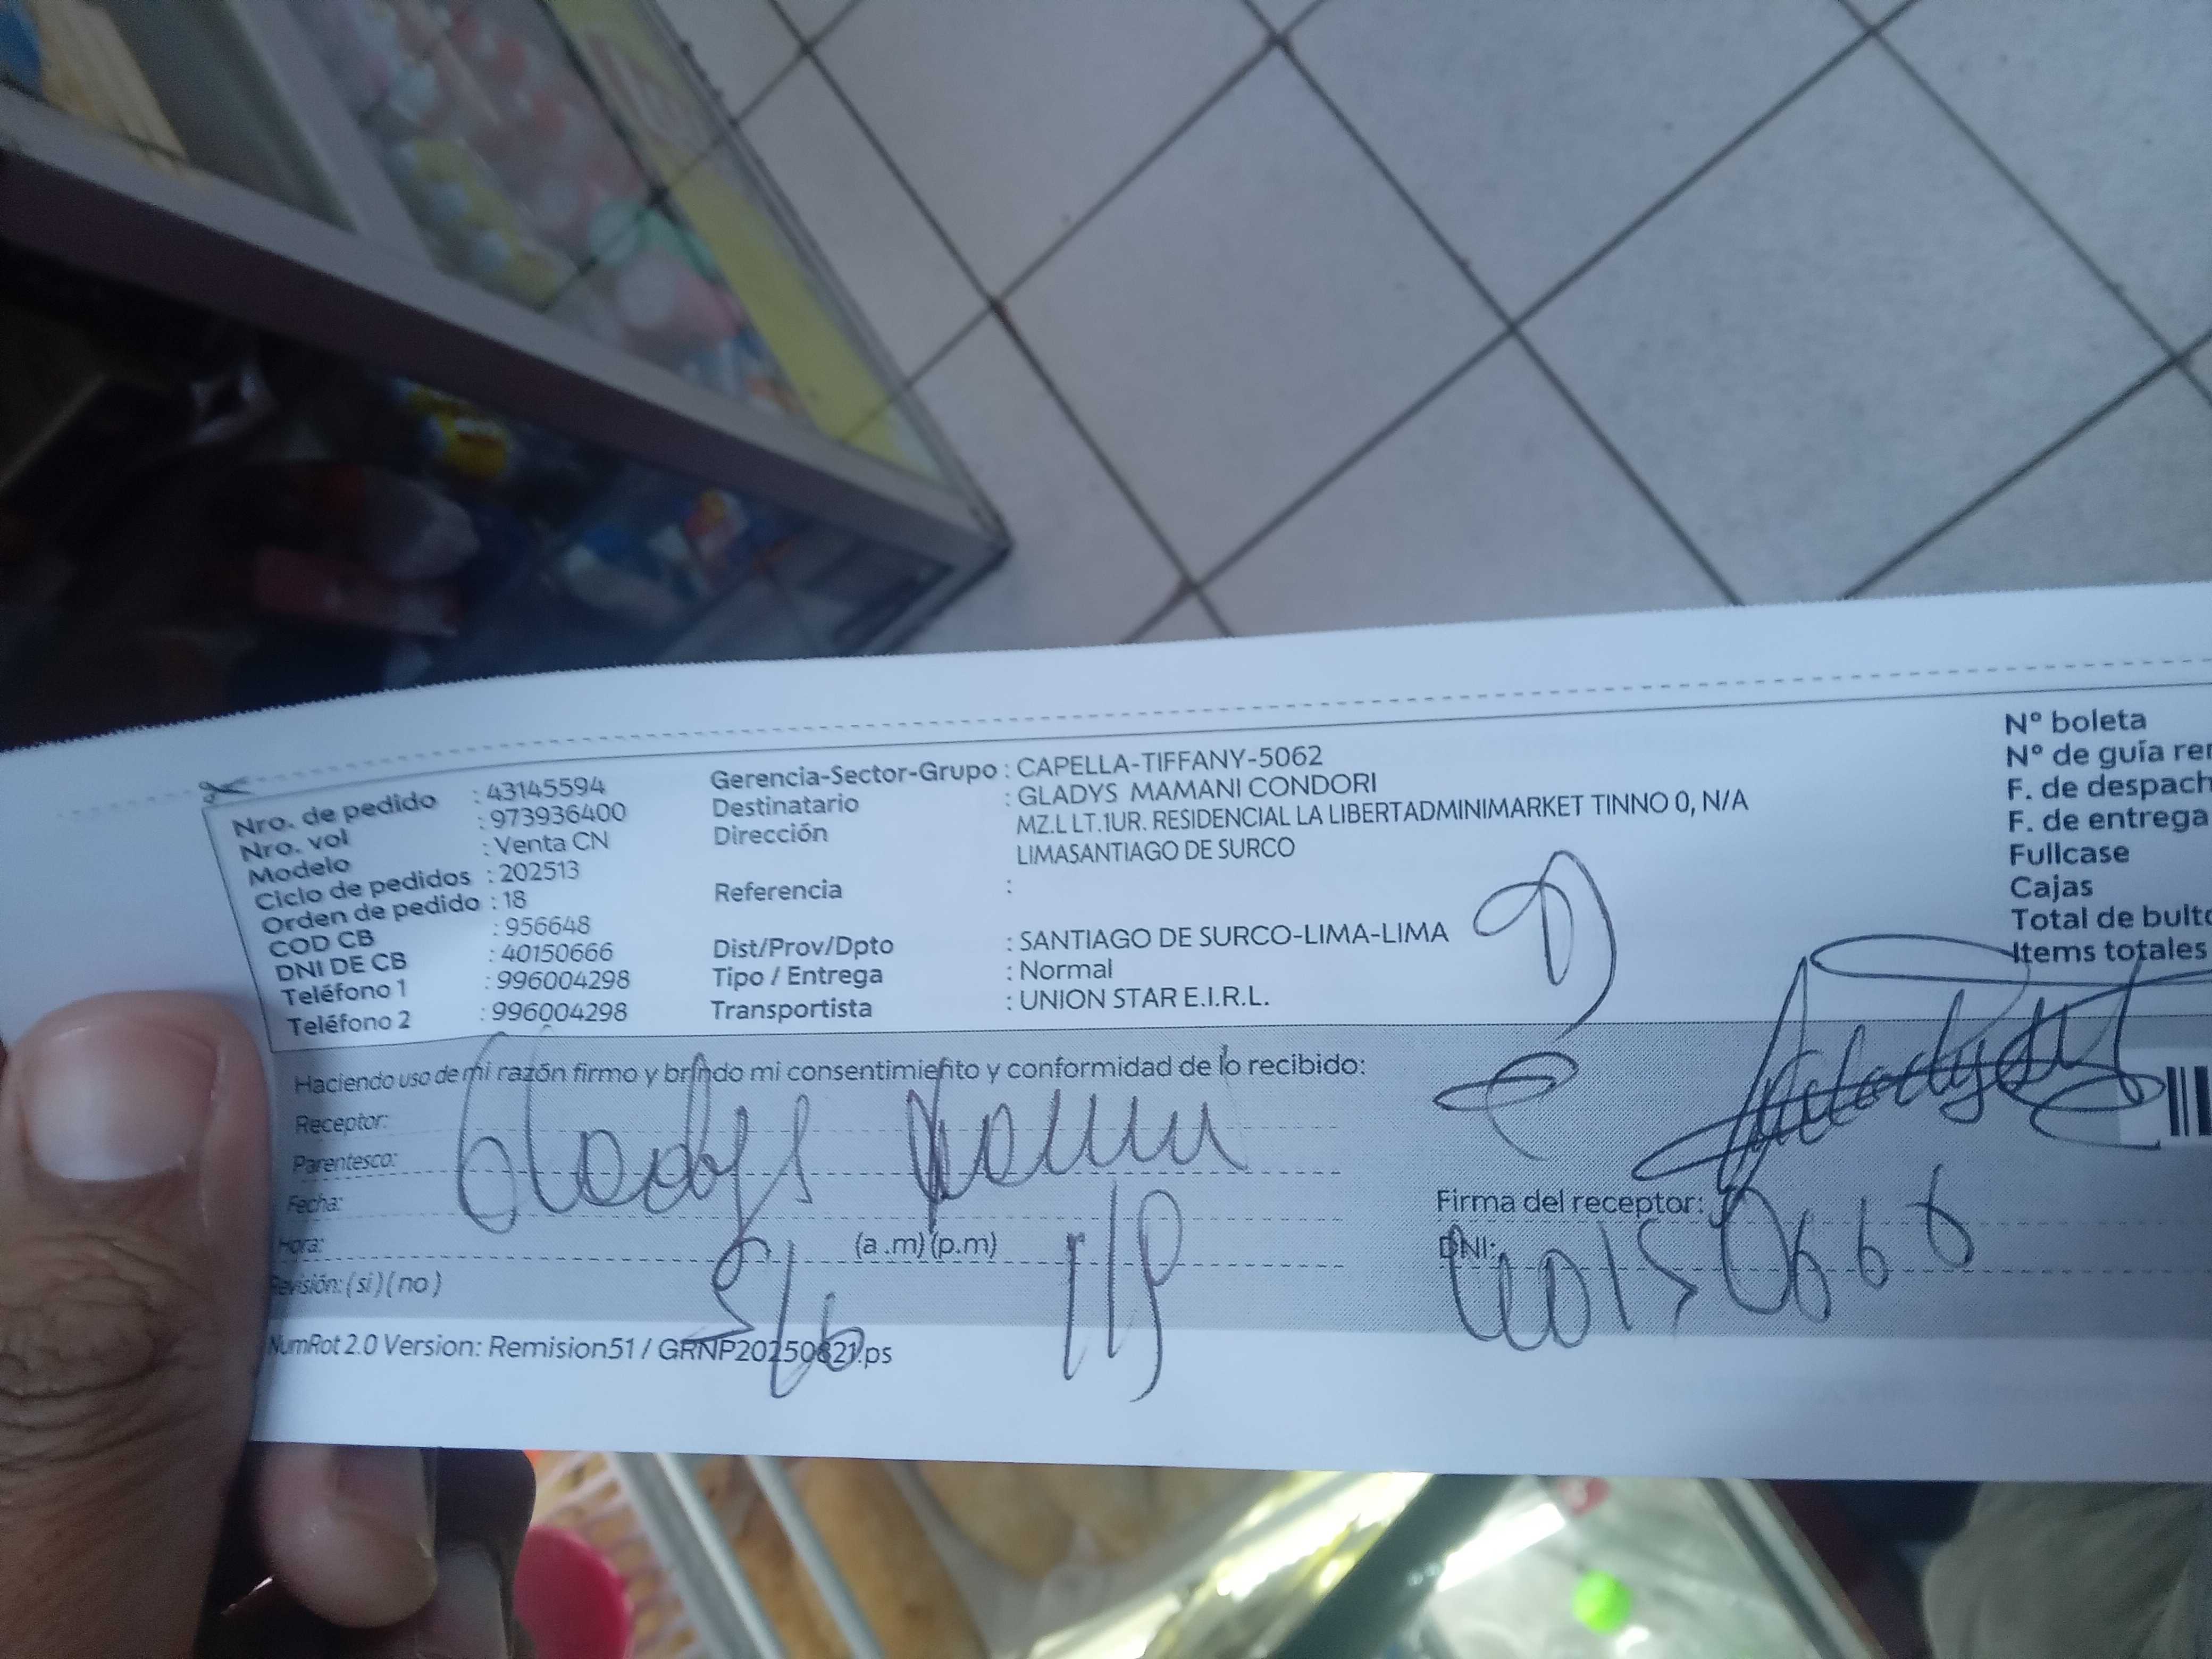 Nro. de pedido : 43145594
Nro. vol : 973936400
Modelo : Venta CN
Ciclo de pedidos : 202513
Orden de pedido : 18
COD CB : 956648
DNI DE CB : 40150666
Teléfono 1 : 996004298
Teléfono 2 : 996004298
Gerencia-Sector-Grupo : CAPELLA-TIFFANY-5062
Destinatario : GLADYS MAMANI CONDORI
Dirección MZ.L LT.1UR. RESIDENCIAL LA LIBERTADMINIMARKET TINNO 0, N/A
LIMASANTIAGO DE SURCO
Referencia :
Dist/Prov/Dpto : SANTIAGO DE SURCO-LIMA-LIMA
Tipo / Entrega : Normal
Transportista : UNION STAR E.I.R.L.
N° boleta
N° de guía rem
F. de despach
F. de entrega
Fullcase
Cajas
Total de bulto
Items totales
Haciendo uso de mi razón firmo y brindo mi consentimiento y conformidad de lo recibido:
Receptor: Gladys
Parentesco:
Fecha:
Hora: (a .m) (p.m)
Revisión: ( si ) ( no )
Firma del receptor:
DNI: 40150666
NumRot 2.0 Version: Remision51 / GRNP20250821.ps